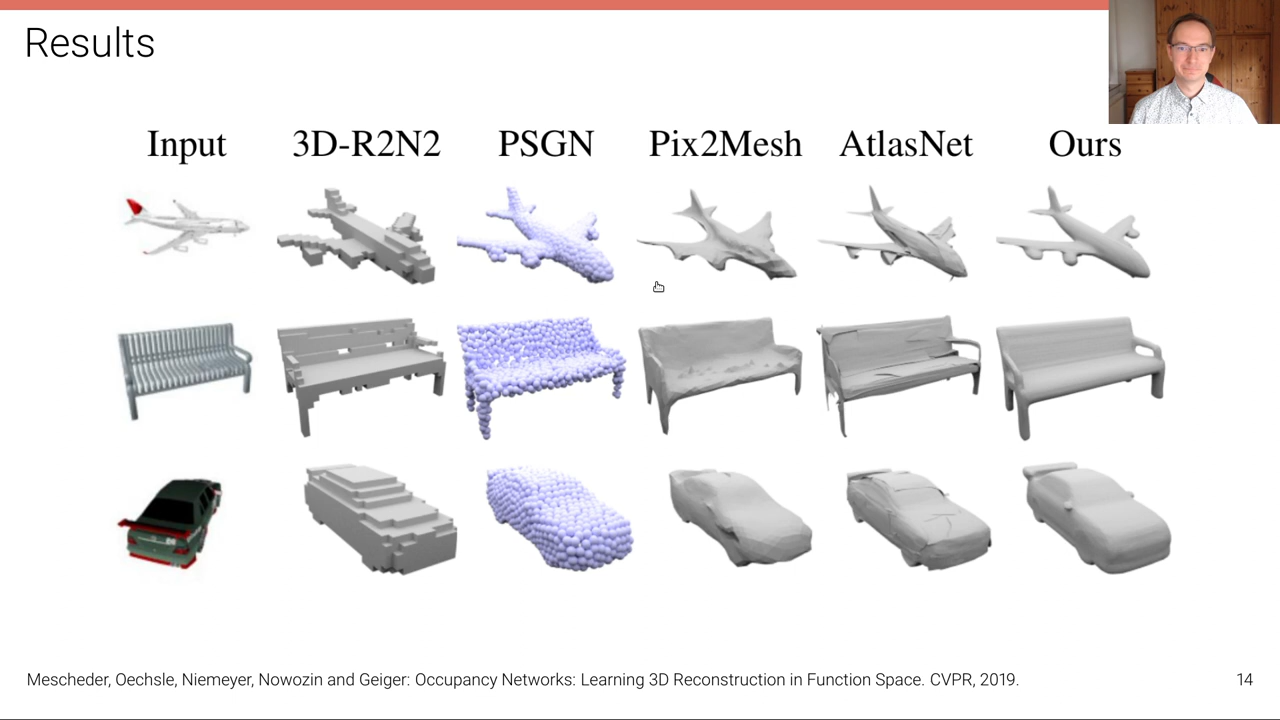 Results
Input 3D-R2N2 PSGN Pix2Mesh AtlasNet Ours
Mescheder, Oechsle, Niemeyer, Nowozin and Geiger: Occupancy Networks: Learning 3D Reconstruction in Function Space. CVPR, 2019. 14